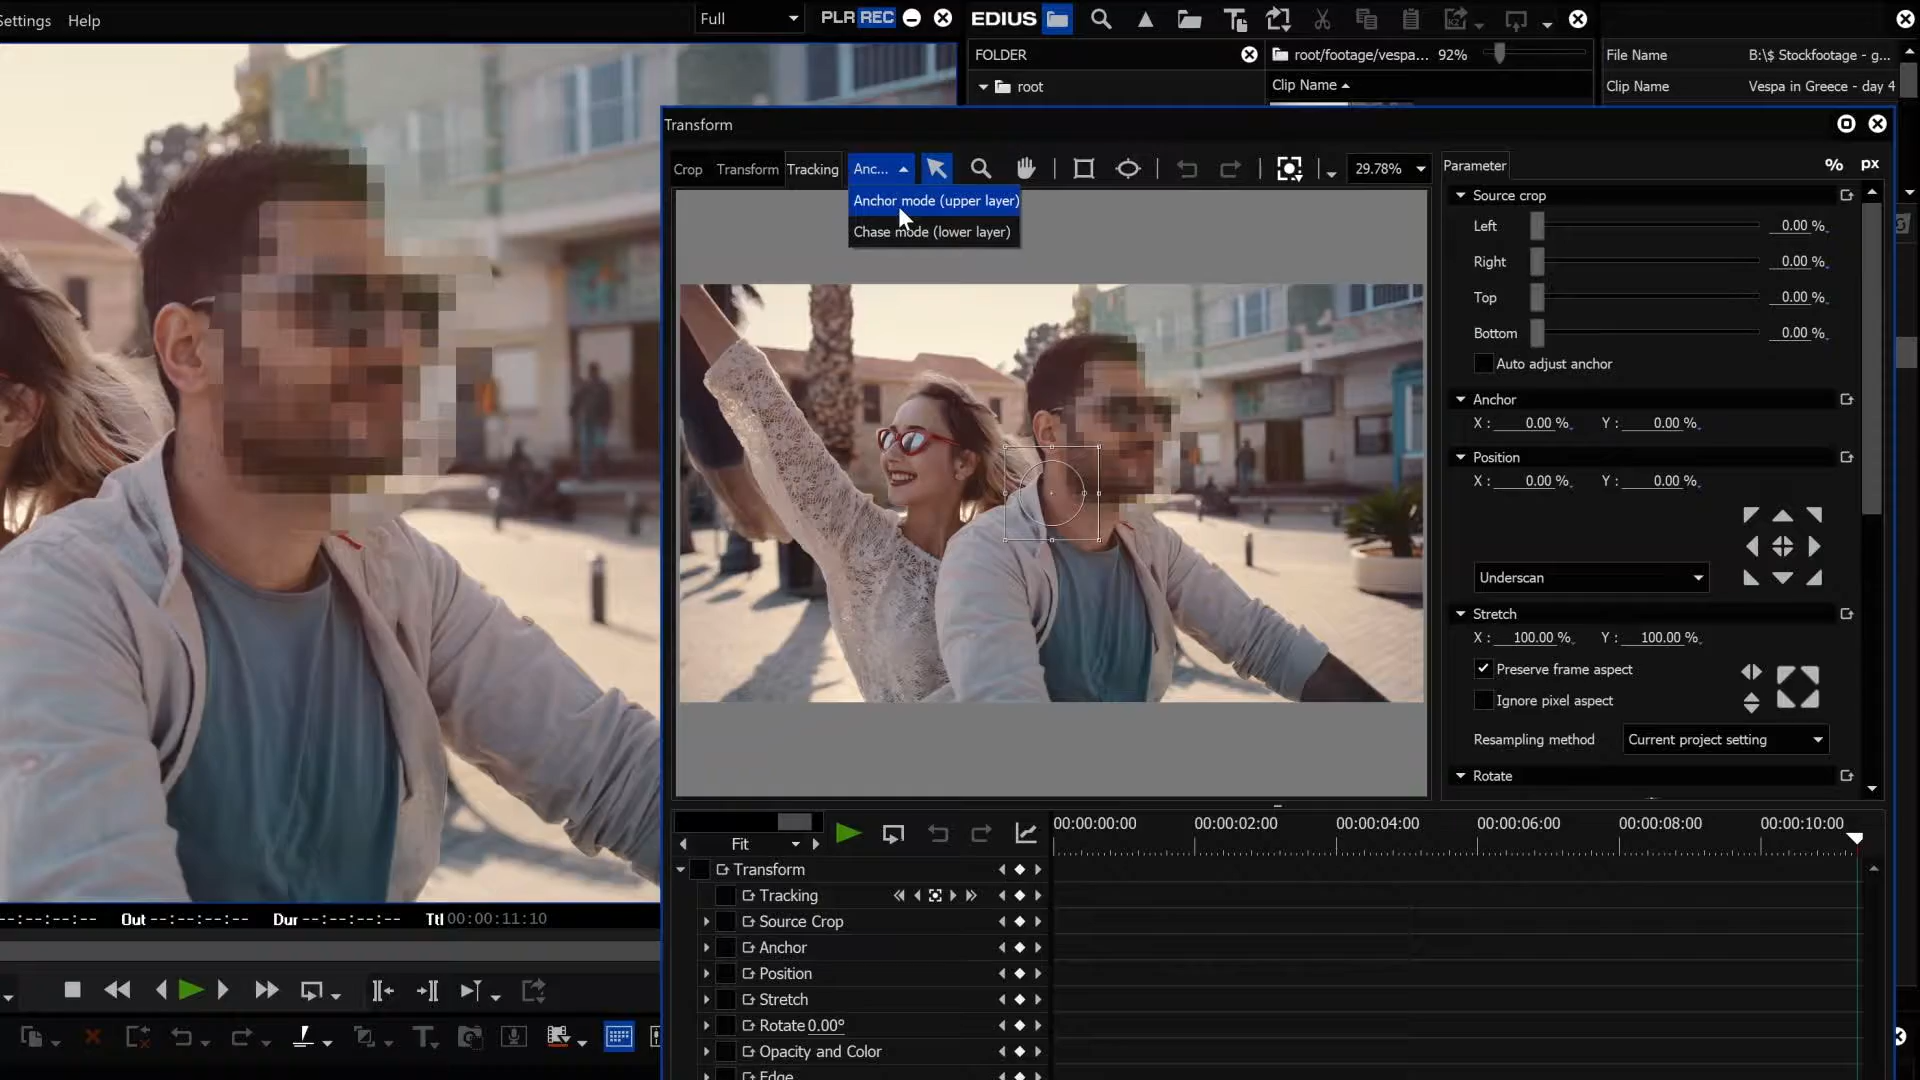 Settings Help
Full
PLR REC
EDIUS
FOLDER
root
root/footage/vespa... 92%
Clip Name
File Name B:\$ Stockfootage - g...
Clip Name Vespa in Greece - day 4
Transform
Crop Transform Tracking Anc...
29.78%
Anchor mode (upper layer)
Chase mode (lower layer)
Parameter
% px
Source crop
Left 0.00 %
Right 0.00 %
Top 0.00 %
Bottom 0.00 %
Auto adjust anchor
Anchor
X : 0.00 % Y : 0.00 %
Position
X : 0.00 % Y : 0.00 %
Underscan
Stretch
X : 100.00 % Y : 100.00 %
Preserve frame aspect
Ignore pixel aspect
Resampling method Current project setting
Rotate
Fit
00:00:00:00 00:00:02:00 00:00:04:00 00:00:06:00 00:00:08:00 00:00:10:00
Transform
Tracking
Source Crop
Anchor
Position
Stretch
Rotate 0.00º
Opacity and Color
Edge
--:--:--:-- Out --:--:--:-- Dur --:--:--:-- Ttl 00:00:11:10